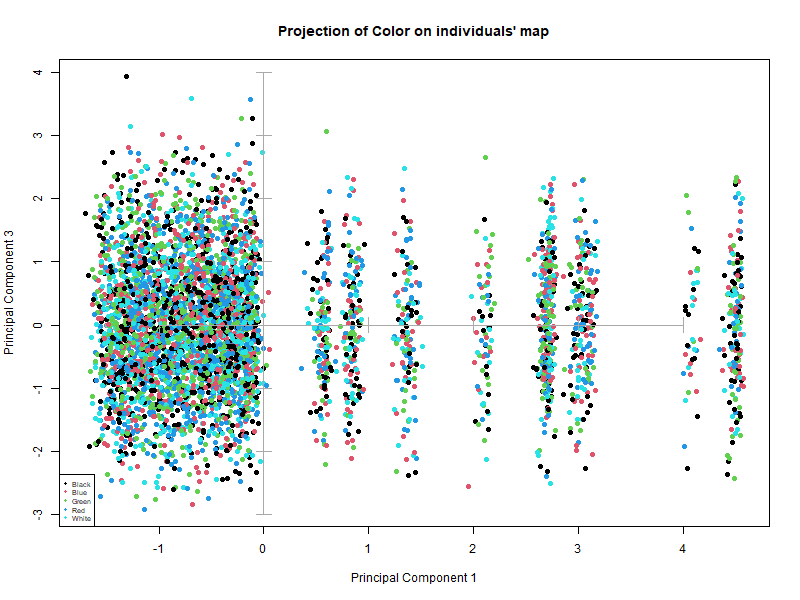 Projection of Color on individuals' map
4
3
2
1
0
-1
-2
-3
Principal Component 3
Black
Blue
Green
Red
White
-1 0 1 2 3 4
Principal Component 1